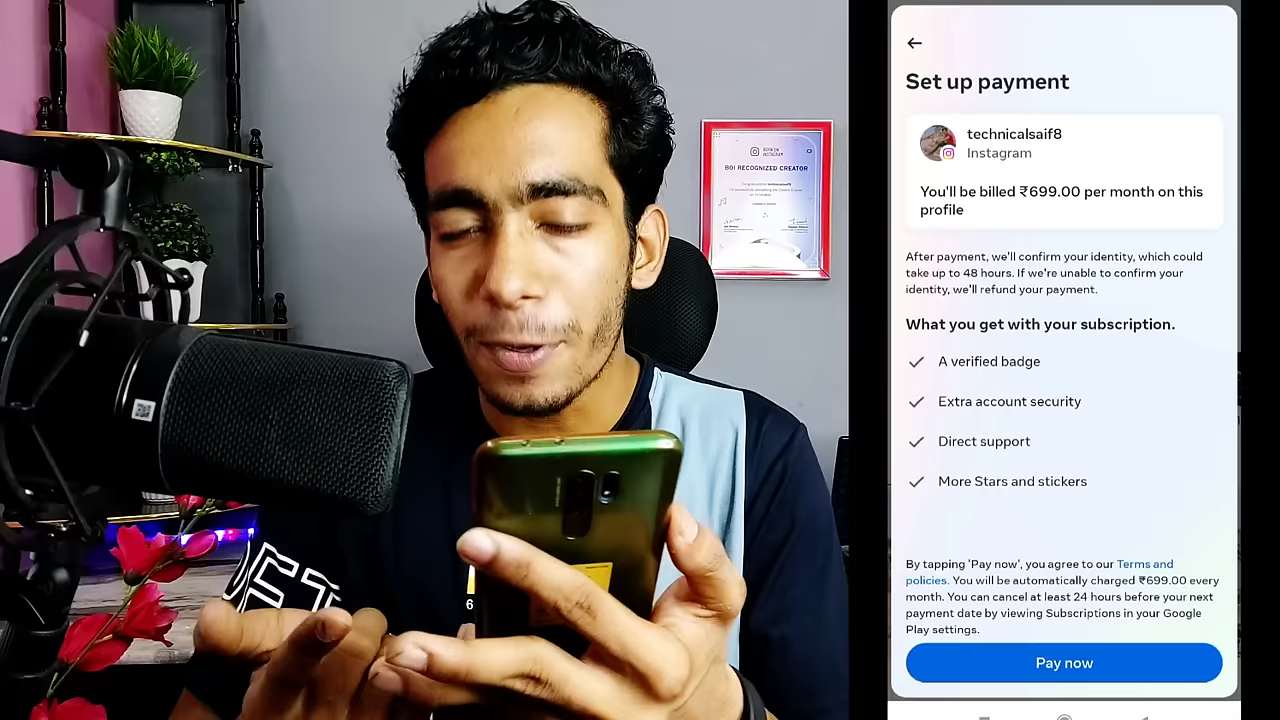 BORN ON
INSTAGRAM
BOI RECOGNIZED CREATOR
Set up payment
technicalsaif8
Instagram
You'll be billed ₹699.00 per month on this
profile
After payment, we'll confirm your identity, which could
take up to 48 hours. If we're unable to confirm your
identity, we'll refund your payment.
What you get with your subscription.
A verified badge
Extra account security
Direct support
More Stars and stickers
By tapping 'Pay now', you agree to our Terms and
policies. You will be automatically charged ₹699.00 every
month. You can cancel at least 24 hours before your next
payment date by viewing Subscriptions in your Google
Play settings.
Pay now
6